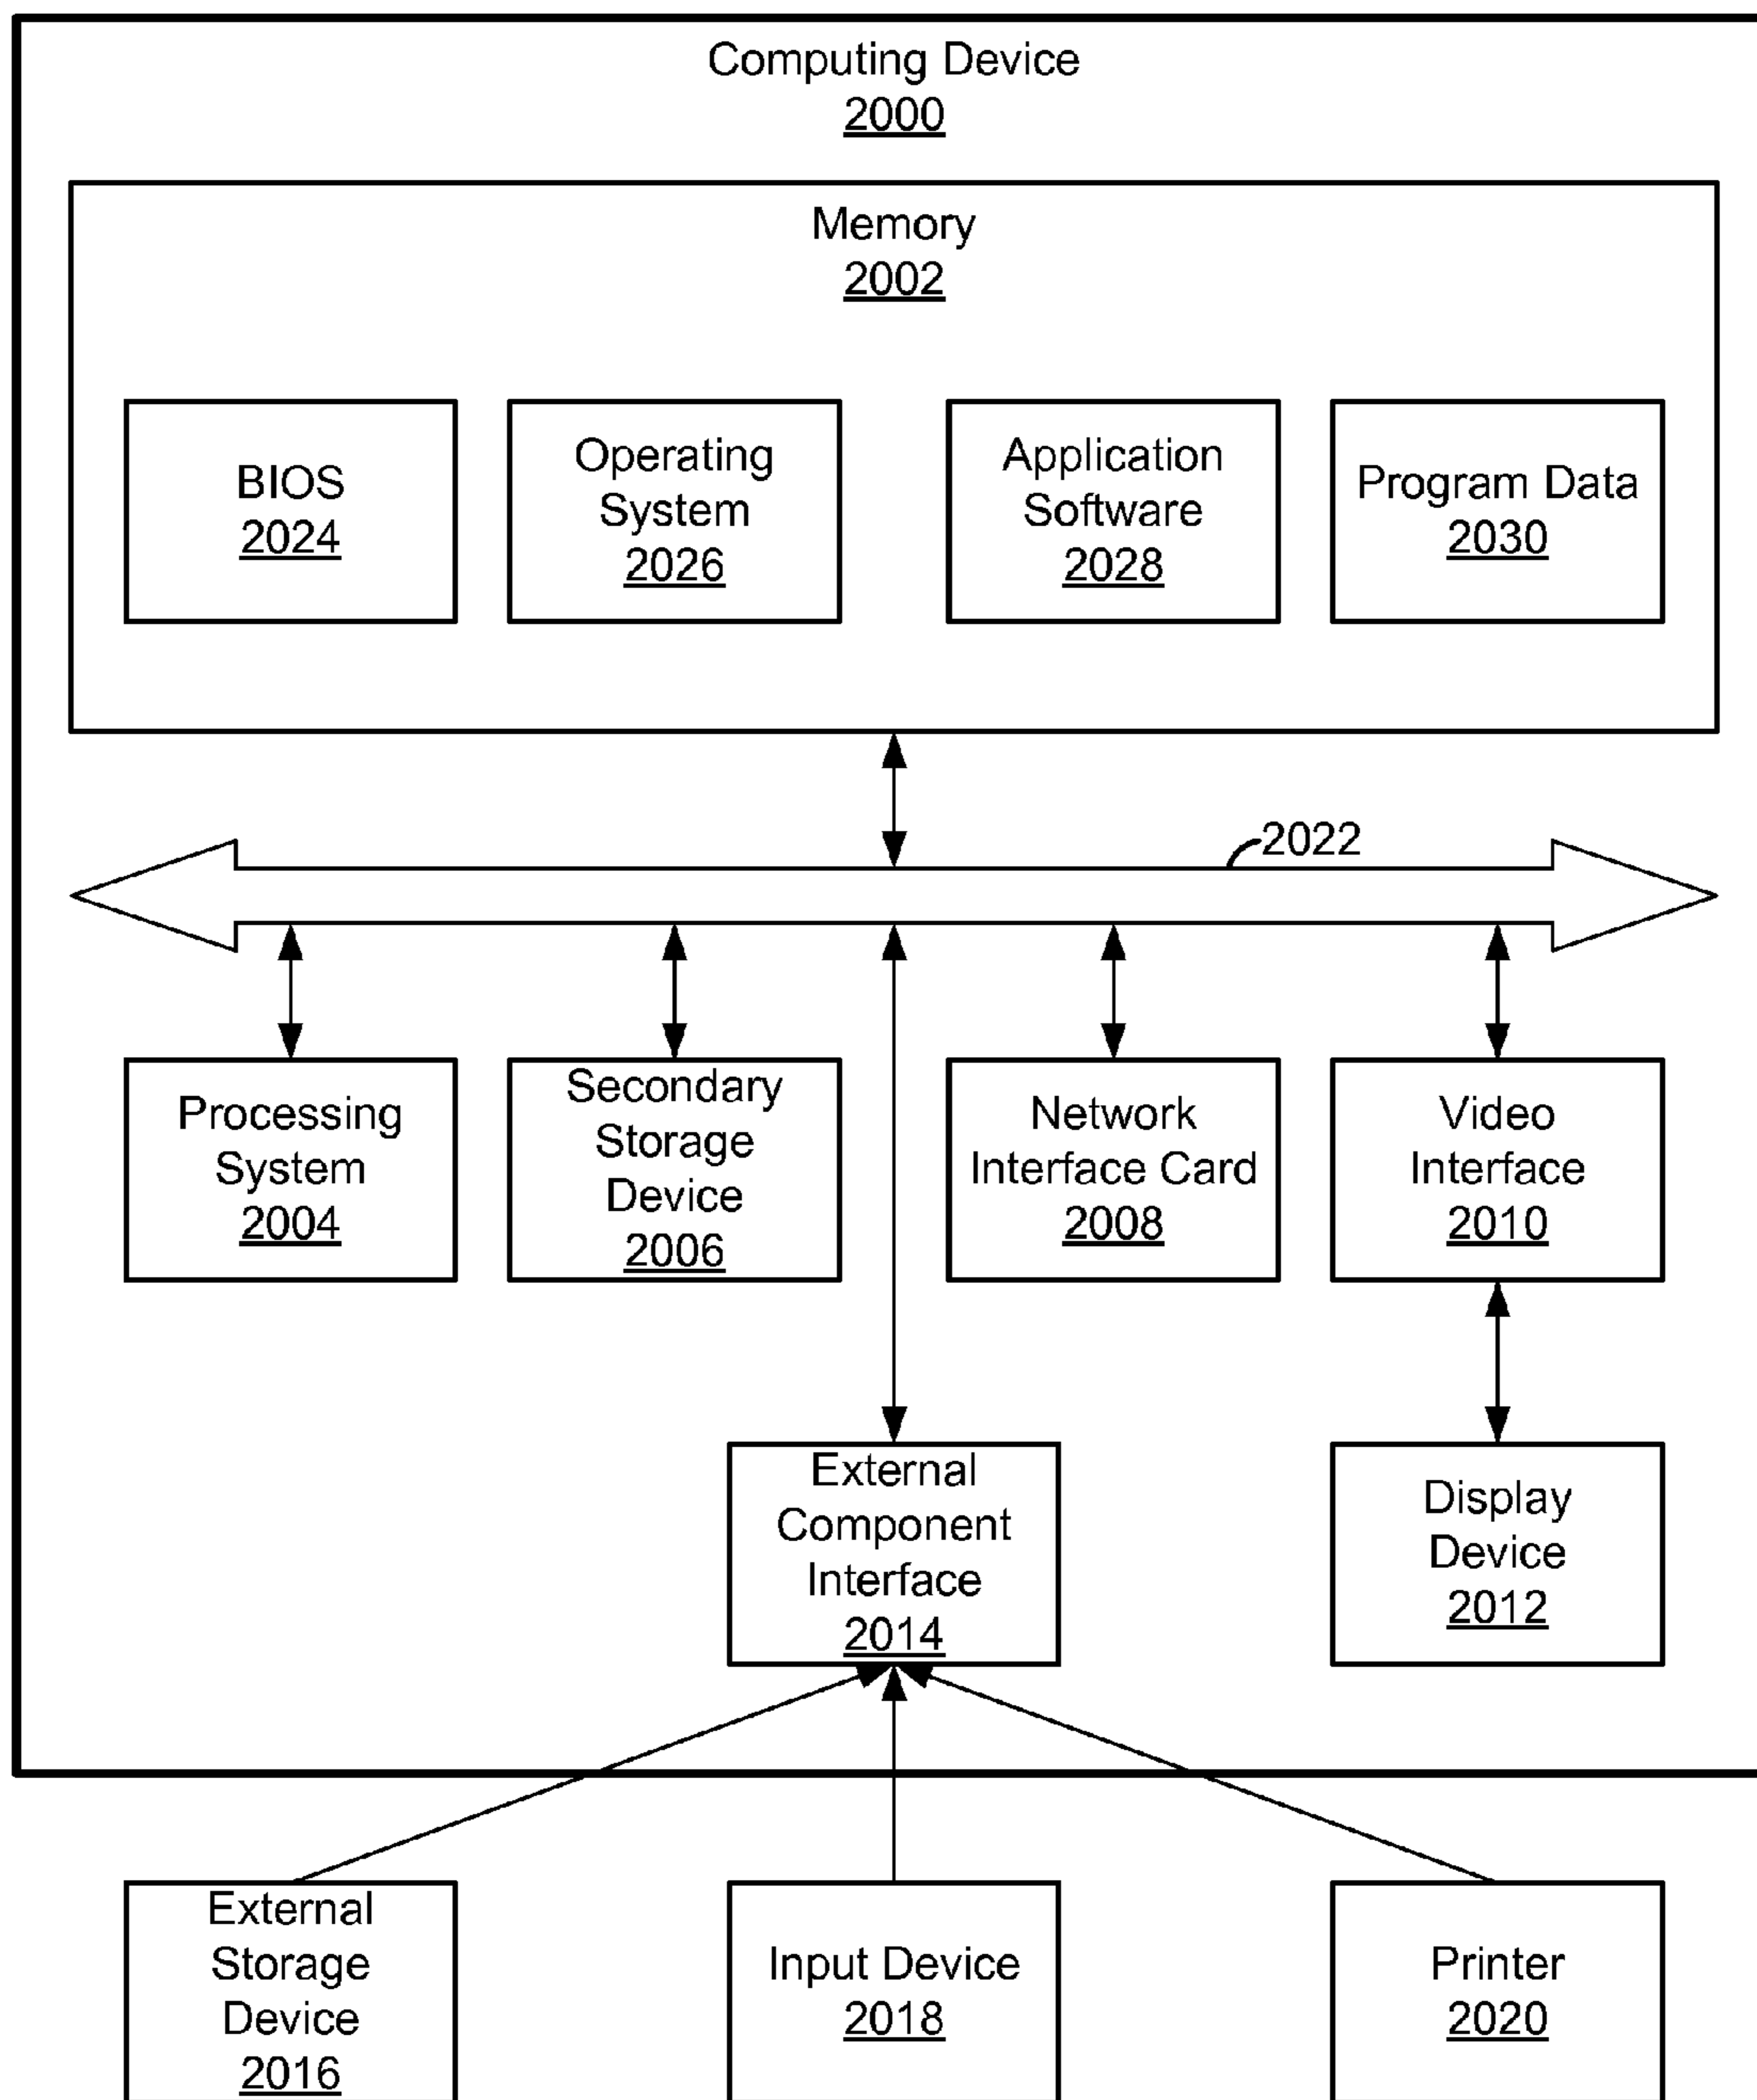 Computing Device
2000
Memory
2002
BIOS
2024
Operating
System
2026
Application
Software
2028
Program Data
2030
2022
Processing
System
2004
Secondary
Storage
Device
2006
Network
Interface Card
2008
Video
Interface
2010
External
Component
Interface
2014
Display
Device
2012
External
Storage
Device
2016
Input Device
2018
Printer
2020